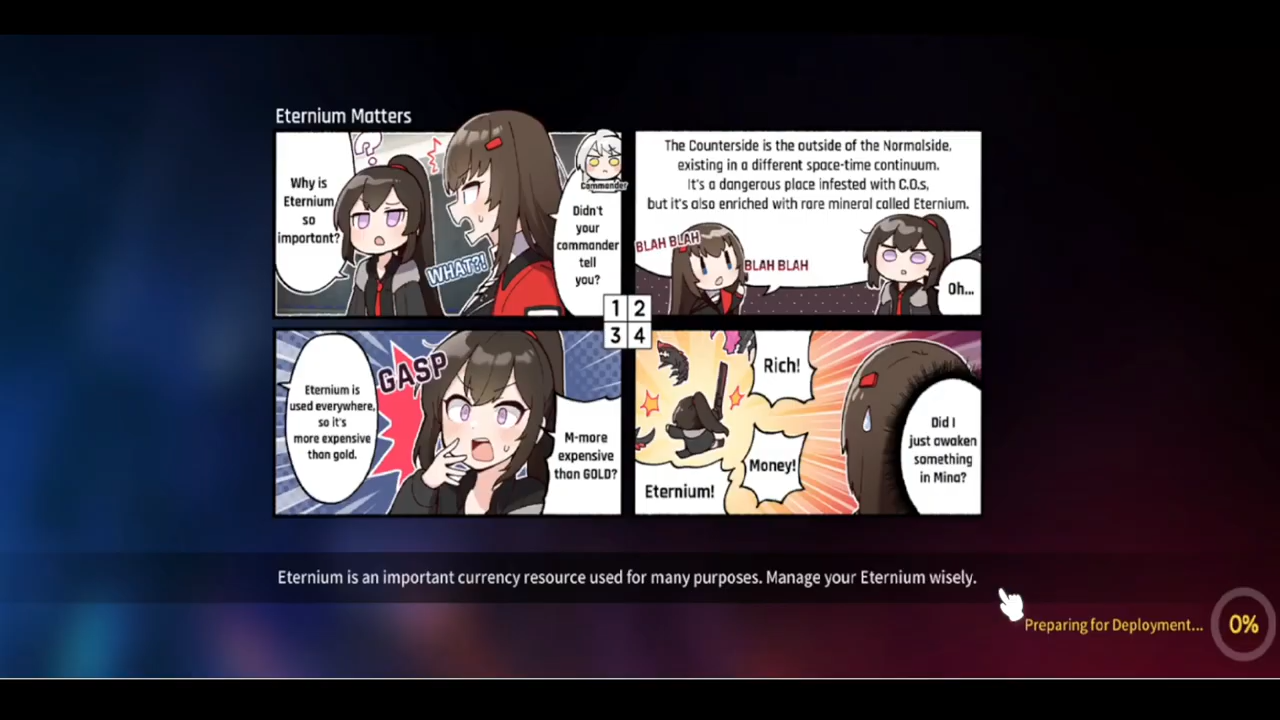 Eternium Matters
Why is
Eternium
so
important?
?
WHAT?!
Commander
Didn't
your
commander
tell
you?
The Counterside is the outside of the Normalside,
existing in a different space-time continuum.
It's a dangerous place infested with C.O.s,
but it's also enriched with rare mineral called Eternium.
BLAH BLAH
BLAH BLAH
Oh...
1 2
3 4
Eternium is
used everywhere,
so it's
more expensive
than gold.
GASP
M-more
expensive
than GOLD?
Rich!
Money!
Eternium!
Did I
just awaken
something
in Mina?
Eternium is an important currency resource used for many purposes. Manage your Eternium wisely.
Preparing for Deployment...
0%